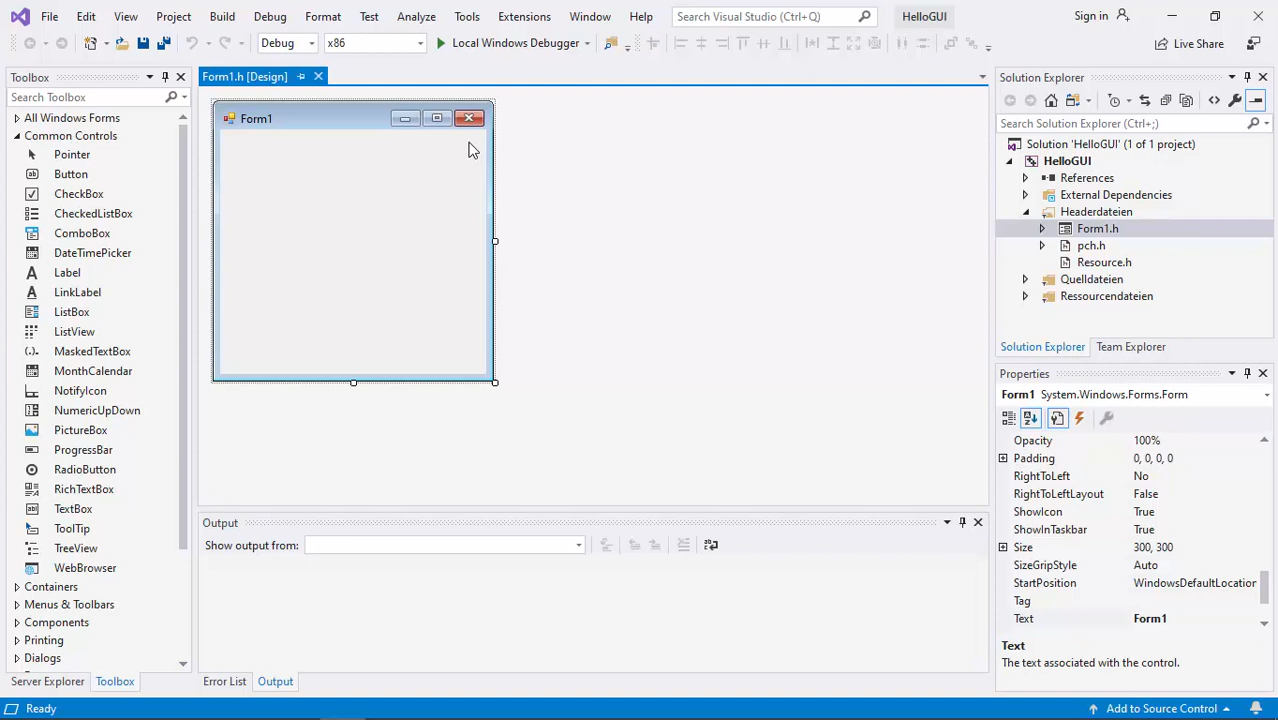 File Edit View Project Build Debug Format Test Analyze Tools Extensions Window Help Search Visual Studio (Ctrl+Q) HelloGUI Sign in
Debug x86 Local Windows Debugger Live Share
Toolbox
Search Toolbox
All Windows Forms
Common Controls
Pointer
Button
CheckBox
CheckedListBox
ComboBox
DateTimePicker
Label
LinkLabel
ListBox
ListView
MaskedTextBox
MonthCalendar
NotifyIcon
NumericUpDown
PictureBox
ProgressBar
RadioButton
RichTextBox
TextBox
ToolTip
TreeView
WebBrowser
Containers
Menus & Toolbars
Components
Printing
Dialogs
Server Explorer Toolbox
Form1.h [Design]
Form1
Output
Show output from:
Error List Output
Solution Explorer
Search Solution Explorer (Ctrl+;)
Solution 'HelloGUI' (1 of 1 project)
HelloGUI
References
External Dependencies
Headerdateien
Form1.h
pch.h
Resource.h
Quelldateien
Ressourcendateien
Solution Explorer Team Explorer
Properties
Form1 System.Windows.Forms.Form
Opacity 100%
Padding 0, 0, 0, 0
RightToLeft No
RightToLeftLayout False
ShowIcon True
ShowInTaskbar True
Size 300, 300
SizeGripStyle Auto
StartPosition WindowsDefaultLocation
Tag
Text Form1
Text
The text associated with the control.
Ready Add to Source Control